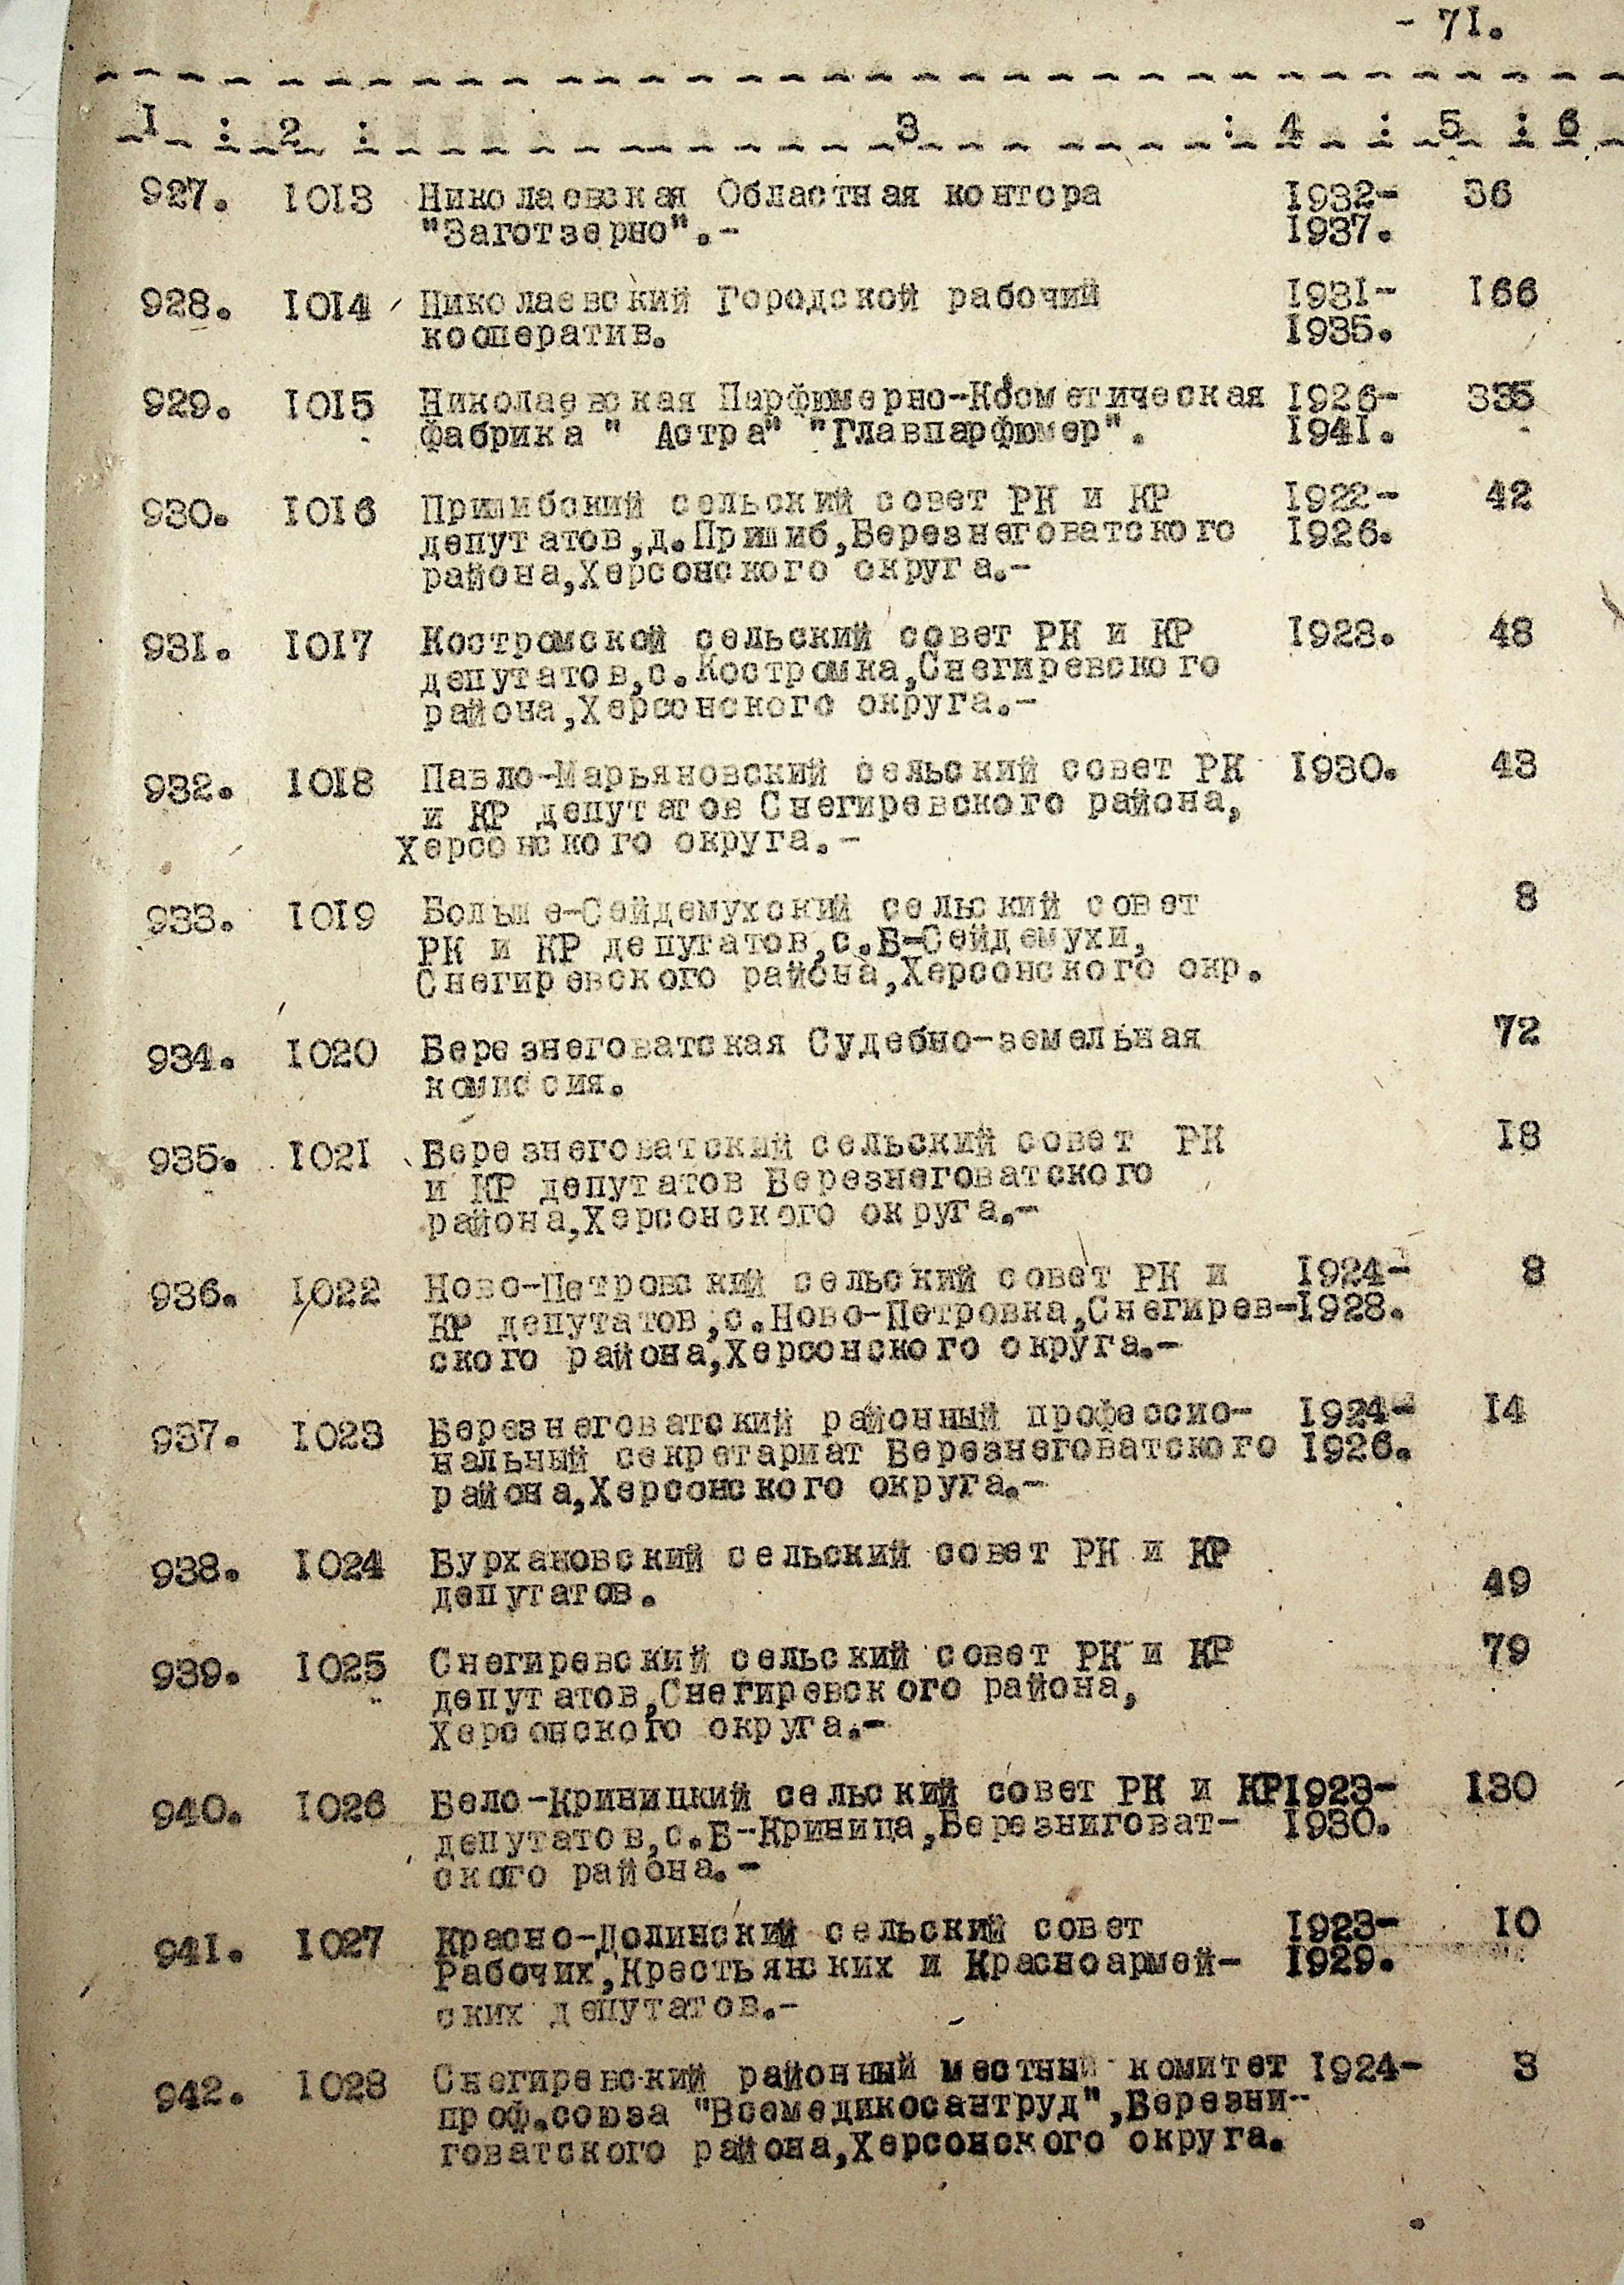 - 71.
1 : 2 : 3 : 4 : 5 : 6
927. 1013 Николаевская Областная контора 1932- 36
"Заготзерно".- 1937.
928. 1014 Николаевский Городской рабочий 1931- 166
кооператив. 1935.
929. 1015 Николаевская Парфюмерно-Косметическая 1926- 335
фабрика " Астра" "Главпарфюмер". 1941.
930. 1016 Пришибский сельский совет РК и КР 1922- 42
депутатов,д.Пришиб,Березнеговатского 1926.
района,Херсонского округа.-
931. 1017 Костромской сельский совет РК и КР 1928. 48
депутатов,с.Костромка,Снегиревского
района,Херсонского округа.-
932. 1018 Павло-Марьяновский сельский совет РК 1930. 43
и КР депутатов Снегиревского района,
Херсонского округа.-
933. 1019 Больше-Сейдемухский сельский совет 8
РК и КР депутатов,с.Б-Сейдемухи,
Снегиревского района,Херсонского окр.
934. 1020 Березнеговатская Судебно-земельная 72
комиссия.
935. 1021 Березнеговатский сельский совет РК 18
и КР депутатов Березнеговатского
района,Херсонского округа.-
936. 1022 Ново-Петровский сельский совет РК и 1924- 8
КР депутатов,с.Ново-Петровка,Снегирев-1928.
ского района,Херсонского округа.-
937. 1023 Березнеговатский районный профессио- 1924- 14
нальный секретариат Березнеговатского 1926.
района,Херсонского округа.-
938. 1024 Бурхановский сельский совет РК и КР
депутатов. 49
939. 1025 Снегиревский сельский совет РК и КР 79
депутатов,Снегиревского района,
Херсонского округа.-
940. 1026 Бело-Криницкий сельский совет РК и КР1923- 130
депутатов,с.Б-Криница,Березниговат- 1930.
ского района.-
941. 1027 Красно-Долинский сельский совет 1923- 10
Рабочих,Крестьянских и Красноармей- 1929.
ских депутатов.-
942. 1028 Снегиревский районный местный комитет 1924- 3
проф.союза "Всемедикосантруд",Березни-
говатского района,Херсонского округа.